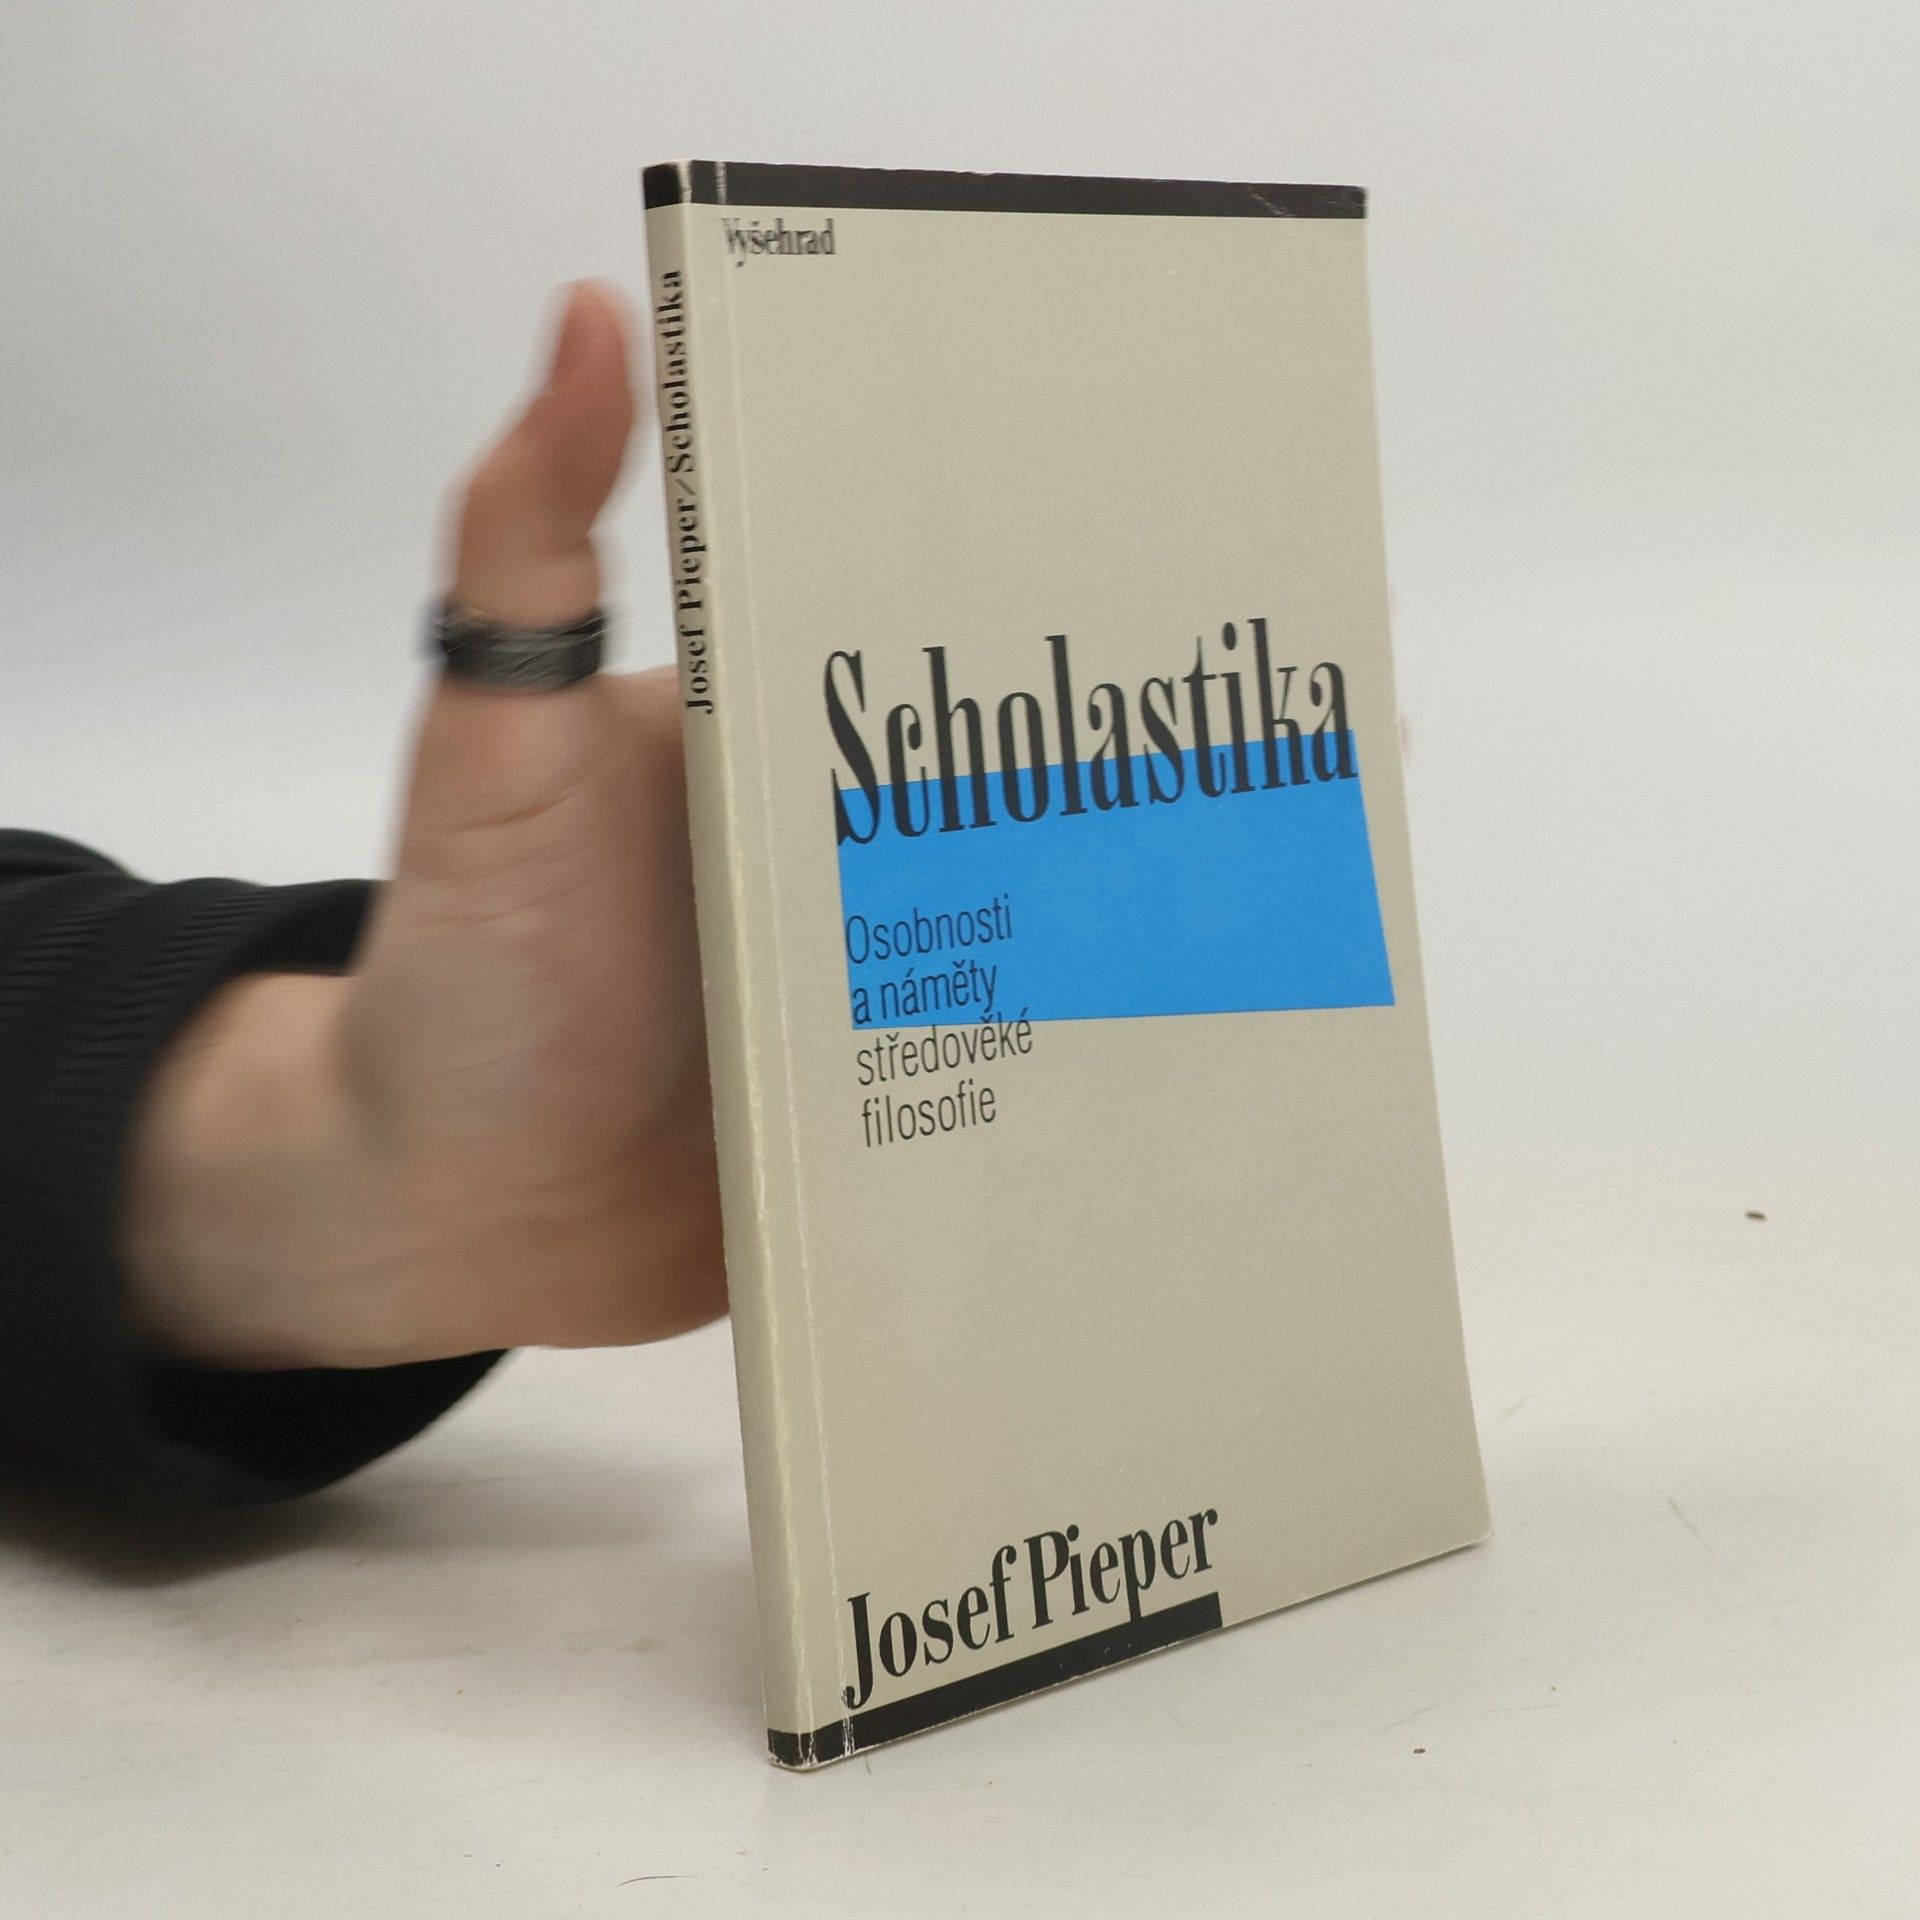 Vyšehrad
Josef Pieper/Scholastika
Scholastika
Osobnosti
a náměty
středověké
filosofie
Josef Pieper